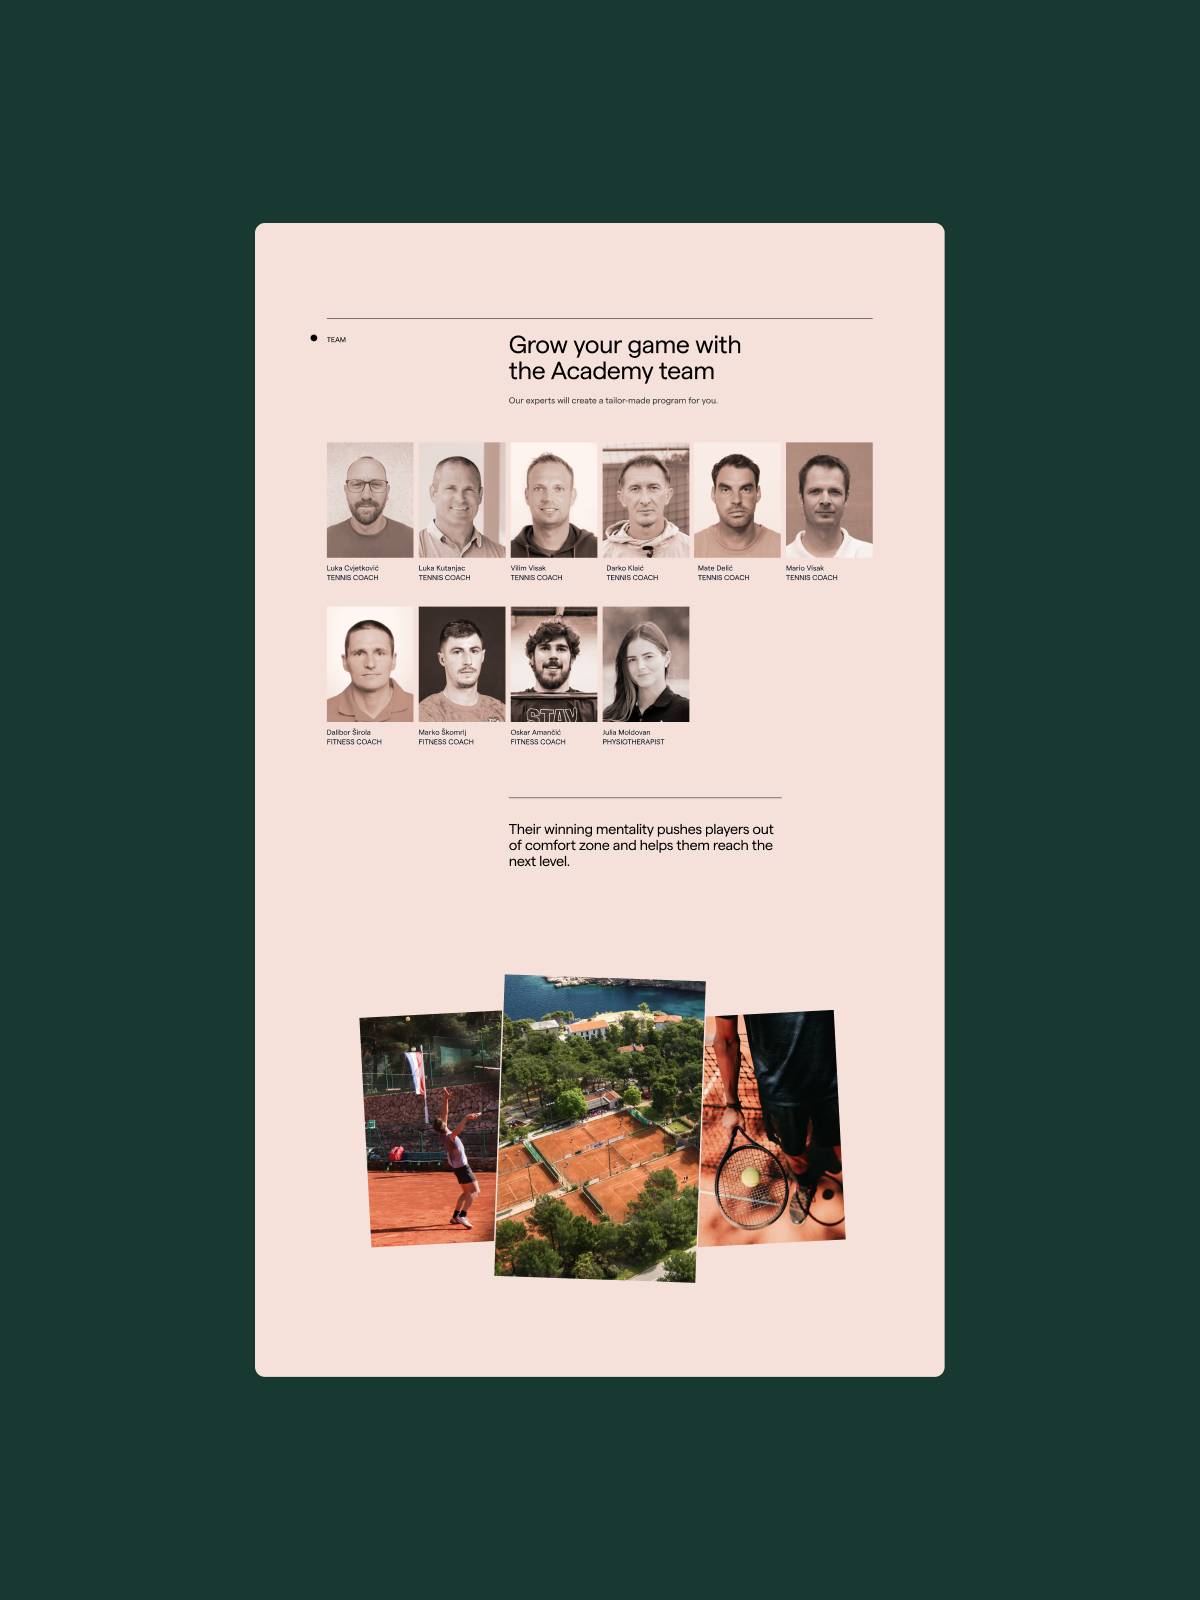 TEAM
Grow your game with
the Academy team
Our experts will create a tailor-made program for you.
Luka Cvjetković
TENNIS COACH
Luka Kutanjac
TENNIS COACH
Vilim Visak
TENNIS COACH
Darko Klaić
TENNIS COACH
Mate Delić
TENNIS COACH
Mario Visak
TENNIS COACH
STAY
Dalibor Širola
FITNESS COACH
Marko Škomrlj
FITNESS COACH
Oskar Amančić
FITNESS COACH
Julia Moldovan
PHYSIOTHERAPIST
Their winning mentality pushes players out
of comfort zone and helps them reach the
next level.